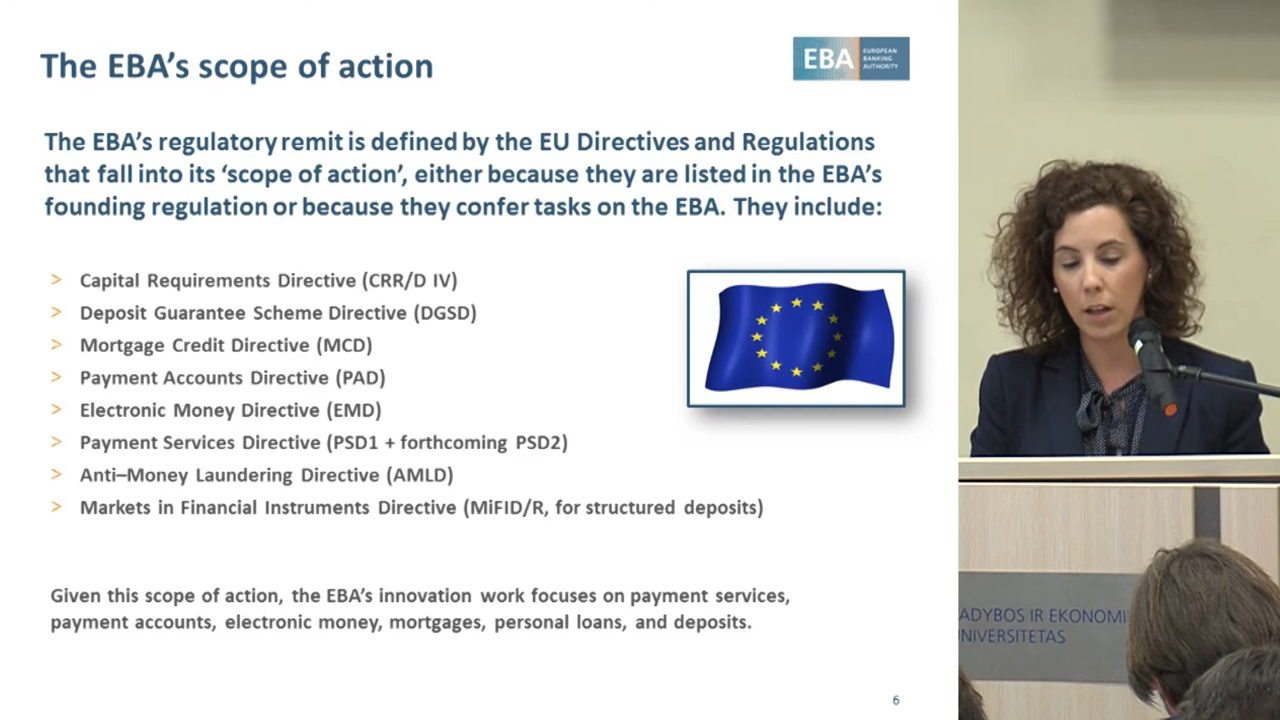 The EBA's scope of action
EBA
EUROPEAN
BANKING
AUTHORITY
The EBA's regulatory remit is defined by the EU Directives and Regulations
that fall into its ‘scope of action’, either because they are listed in the EBA's
founding regulation or because they confer tasks on the EBA. They include:
> Capital Requirements Directive (CRR/D IV)
> Deposit Guarantee Scheme Directive (DGSD)
> Mortgage Credit Directive (MCD)
> Payment Accounts Directive (PAD)
> Electronic Money Directive (EMD)
> Payment Services Directive (PSD1 + forthcoming PSD2)
> Anti–Money Laundering Directive (AMLD)
> Markets in Financial Instruments Directive (MiFID/R, for structured deposits)
Given this scope of action, the EBA's innovation work focuses on payment services,
payment accounts, electronic money, mortgages, personal loans, and deposits.
6
ADYBOS IR EKONOMI
NIVERSITETAS